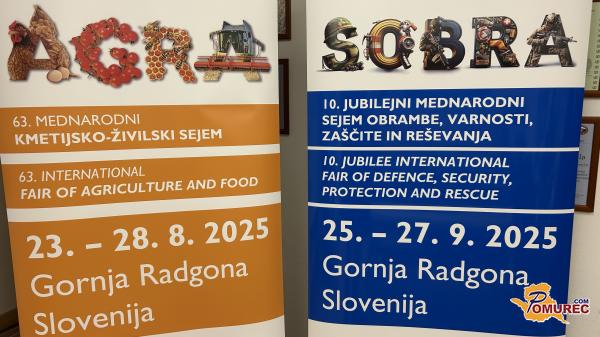 AGRA
63. MEDNARODNI
KMETIJSKO-ŽIVILSKI SEJEM
63. INTERNATIONAL
FAIR OF AGRICULTURE AND FOOD
23. – 28. 8. 2025
Gornja Radgona
Slovenija
SOBRA
10. JUBILEJNI MEDNARODNI
SEJEM OBRAMBE, VARNOSTI,
ZAŠČITE IN REŠEVANJA
10. JUBILEE INTERNATIONAL
FAIR OF DEFENCE, SECURITY,
PROTECTION AND RESCUE
25. – 27. 9. 2025
Gornja Radgona
Slovenija
POMUREC.COM